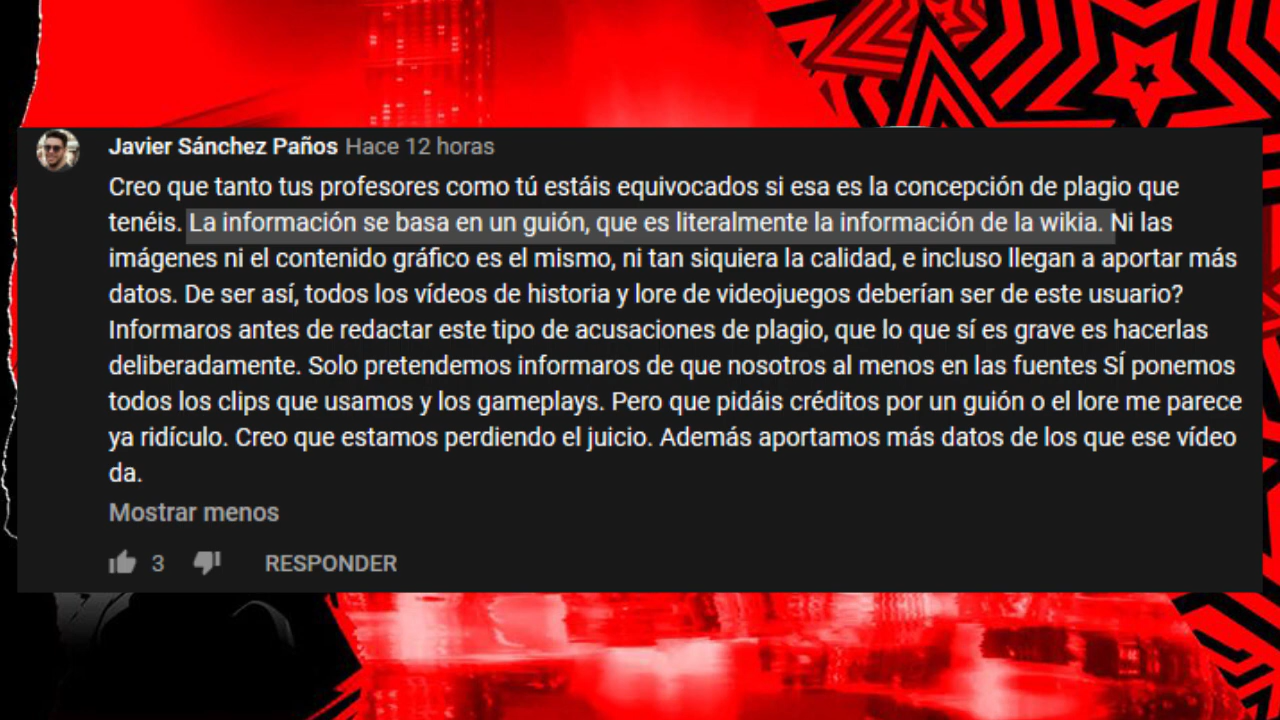 Javier Sánchez Paños Hace 12 horas
Creo que tanto tus profesores como tú estáis equivocados si esa es la concepción de plagio que
tenéis. La información se basa en un guión, que es literalmente la información de la wikia. Ni las
imágenes ni el contenido gráfico es el mismo, ni tan siquiera la calidad, e incluso llegan a aportar más
datos. De ser así, todos los vídeos de historia y lore de videojuegos deberían ser de este usuario?
Informaros antes de redactar este tipo de acusaciones de plagio, que lo que sí es grave es hacerlas
deliberadamente. Solo pretendemos informaros de que nosotros al menos en las fuentes SÍ ponemos
todos los clips que usamos y los gameplays. Pero que pidáis créditos por un guión o el lore me parece
ya ridículo. Creo que estamos perdiendo el juicio. Además aportamos más datos de los que ese vídeo
da.
Mostrar menos
3 RESPONDER